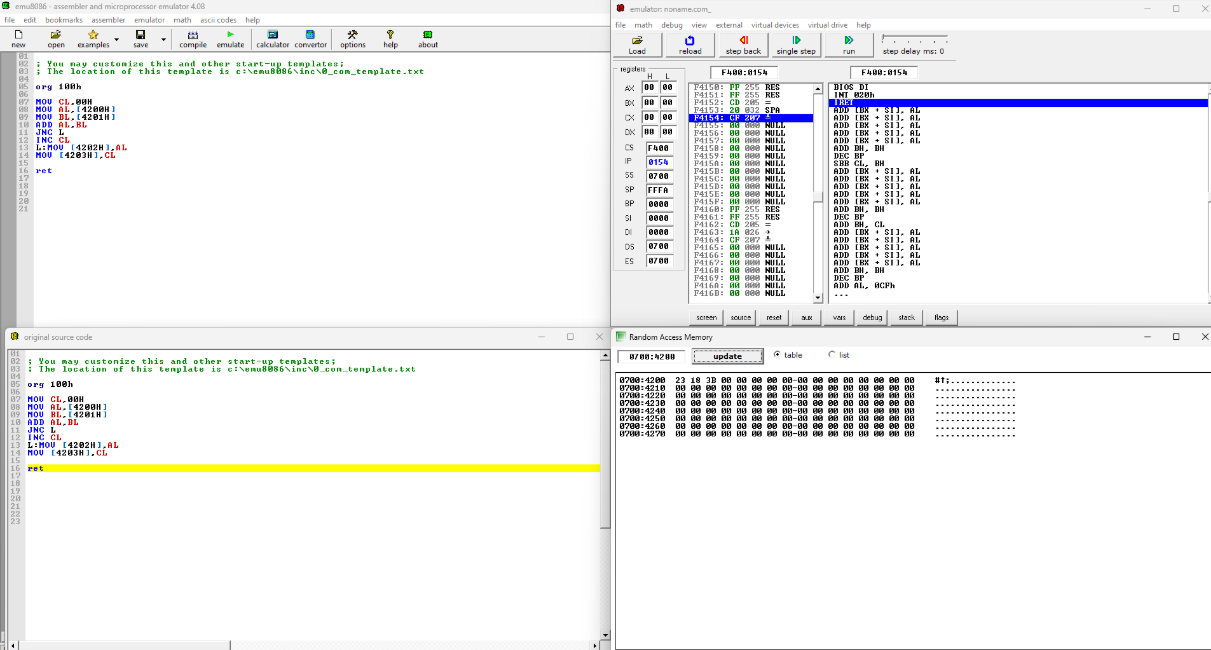 emu8086 - assembler and microprocessor emulator 4.08
file edit bookmarks assembler emulator math ascii codes help
new open examples save compile emulate calculator convertor options help about
01
02 ; You may customize this and other start-up templates;
03 ; The location of this template is c:\emu8086\inc\0_com_template.txt
04
05 org 100h
06
07 MOV CL,00H
08 MOV AL,[4200H]
09 MOV BL,[4201H]
10 ADD AL,BL
11 JNC L
12 INC CL
13 L:MOV [4202H],AL
14 MOV [4203H],CL
15
16 ret
17
18
19
20
21
original source code
01
02 ; You may customize this and other start-up templates;
03 ; The location of this template is c:\emu8086\inc\0_com_template.txt
04
05 org 100h
06
07 MOV CL,00H
08 MOV AL,[4200H]
09 MOV BL,[4201H]
10 ADD AL,BL
11 JNC L
12 INC CL
13 L:MOV [4202H],AL
14 MOV [4203H],CL
15
16 ret
17
18
19
20
21
22
23
emulator: noname.com_
file math debug view external virtual devices virtual drive help
Load reload step back single step run step delay ms: 0
registers
H L
AX 00 00
BX 00 00
CX 00 00
DX 00 00
CS F400
IP 0154
SS 0700
SP FFFA
BP 0000
SI 0000
DI 0000
DS 0700
ES 0700
F400:0154 F400:0154
F4150: FF 255 RES
F4151: FF 255 RES
F4152: CD 205 =
F4153: 20 032 SPA
F4154: CF 207 ╧
F4155: 00 000 NULL
F4156: 00 000 NULL
F4157: 00 000 NULL
F4158: 00 000 NULL
F4159: 00 000 NULL
F415A: 00 000 NULL
F415B: 00 000 NULL
F415C: 00 000 NULL
F415D: 00 000 NULL
F415E: 00 000 NULL
F415F: 00 000 NULL
F4160: FF 255 RES
F4161: FF 255 RES
F4162: CD 205 =
F4163: 1A 026 →
F4164: CF 207 ╧
F4165: 00 000 NULL
F4166: 00 000 NULL
F4167: 00 000 NULL
F4168: 00 000 NULL
F4169: 00 000 NULL
F416A: 00 000 NULL
F416B: 00 000 NULL
BIOS DI
INT 020h
IRET
ADD [BX + SI], AL
ADD [BX + SI], AL
ADD [BX + SI], AL
ADD [BX + SI], AL
ADD [BX + SI], AL
ADD BH, BH
DEC BP
SBB CL, BH
ADD [BX + SI], AL
ADD [BX + SI], AL
ADD [BX + SI], AL
ADD [BX + SI], AL
ADD [BX + SI], AL
ADD BH, BH
DEC BP
ADD BH, CL
ADD [BX + SI], AL
ADD [BX + SI], AL
ADD [BX + SI], AL
ADD [BX + SI], AL
ADD [BX + SI], AL
ADD BH, BH
DEC BP
ADD AL, 0CFh
...
screen source reset aux vars debug stack flags
Random Access Memory
0700:4200 update table list
0700:4200 23 18 3B 00 00 00 00 00-00 00 00 00 00 00 00 00 #↑;.............
0700:4210 00 00 00 00 00 00 00 00-00 00 00 00 00 00 00 00 ................
0700:4220 00 00 00 00 00 00 00 00-00 00 00 00 00 00 00 00 ................
0700:4230 00 00 00 00 00 00 00 00-00 00 00 00 00 00 00 00 ................
0700:4240 00 00 00 00 00 00 00 00-00 00 00 00 00 00 00 00 ................
0700:4250 00 00 00 00 00 00 00 00-00 00 00 00 00 00 00 00 ................
0700:4260 00 00 00 00 00 00 00 00-00 00 00 00 00 00 00 00 ................
0700:4270 00 00 00 00 00 00 00 00-00 00 00 00 00 00 00 00 ................